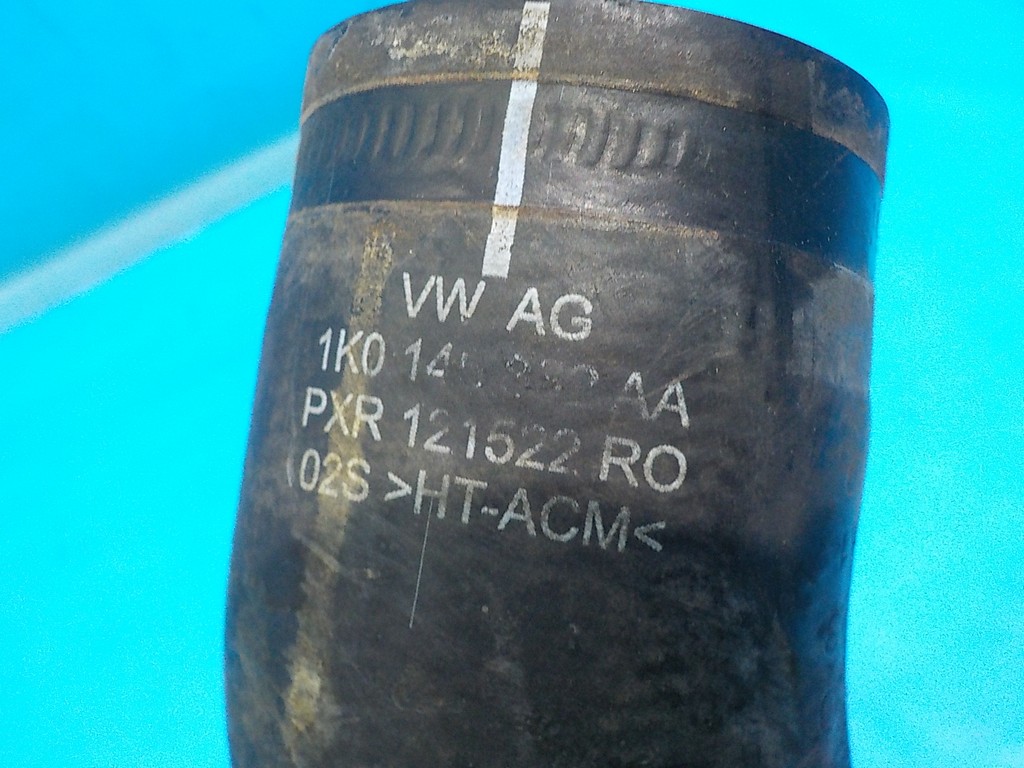 VW AG
1K0 AA
PXR 121522 RO
02S >HT-ACM<